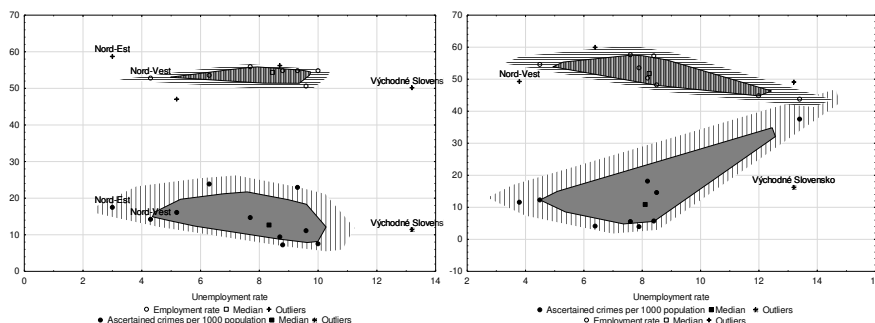 70
60
50
40
30
20
10
0
0 2 4 6 8 10 12 14
Nord-Est
Nord-Vest
Východné Slovens
Nord-Est
Nord-Vest
Východné Slovens
Unemployment rate
Employment rate Median Outliers
Ascertained crimes per 1000 population Median Outliers
70
60
50
40
30
20
10
0
-10
2 4 6 8 10 12 14 16
Nord-Vest
Východné Slovensko
Unemployment rate
Ascertained crimes per 1000 population Median Outliers
Employment rate Median Outliers